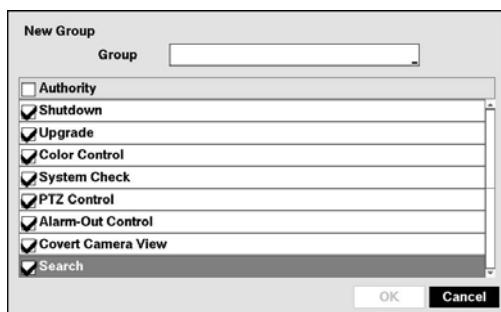 New Group
Group
Authority
Shutdown
Upgrade
Color Control
System Check
PTZ Control
Alarm-Out Control
Covert Camera View
Search
OK Cancel